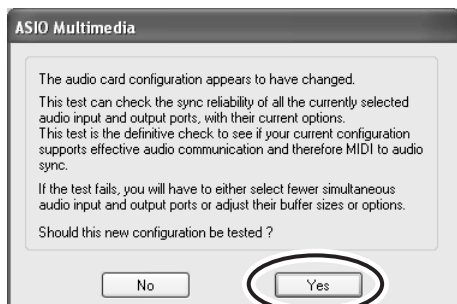 ASIO Multimedia
The audio card configuration appears to have changed.
This test can check the sync reliability of all the currently selected
audio input and output ports, with their current options.
This test is the definitive check to see if your current configuration
supports effective audio communication and therefore MIDI to audio
sync.
If the test fails, you will have to either select fewer simultaneous
audio input and output ports or adjust their buffer sizes or options.
Should this new configuration be tested ?
No
Yes